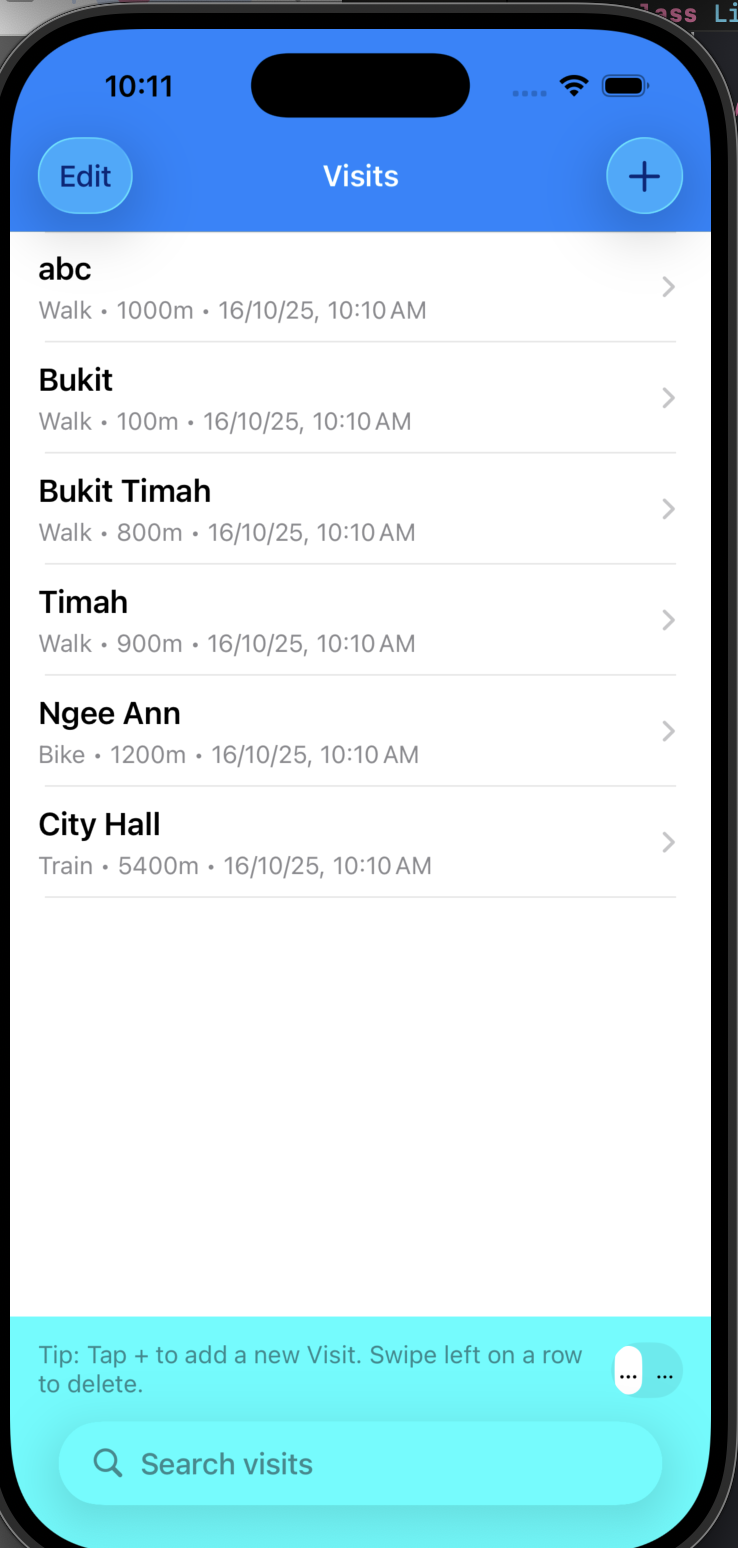 lass Li
10:11
Edit
Visits
+
abc
Walk • 1000m • 16/10/25, 10:10 AM
Bukit
Walk • 100m • 16/10/25, 10:10 AM
Bukit Timah
Walk • 800m • 16/10/25, 10:10 AM
Timah
Walk • 900m • 16/10/25, 10:10 AM
Ngee Ann
Bike • 1200m • 16/10/25, 10:10 AM
City Hall
Train • 5400m • 16/10/25, 10:10 AM
Tip: Tap + to add a new Visit. Swipe left on a row
to delete.
... ...
Search visits